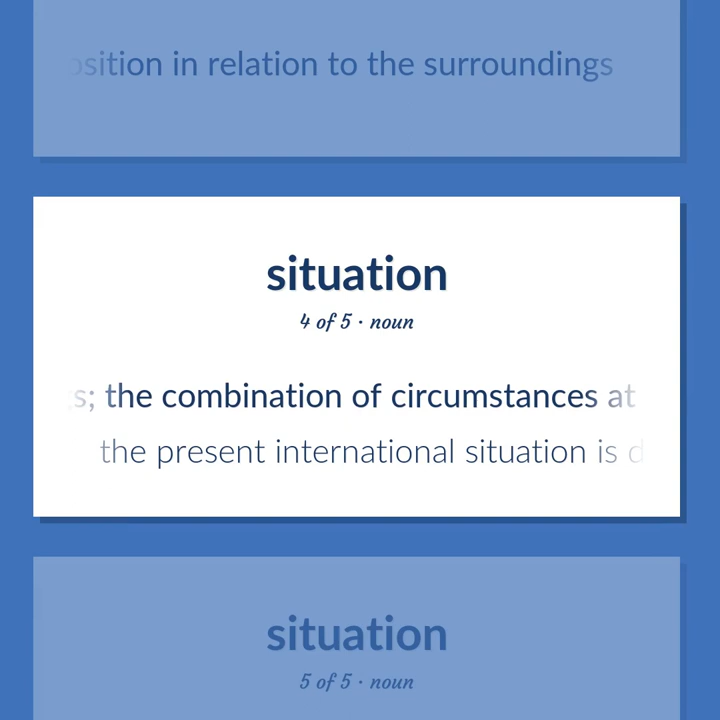 position in relation to the surroundings
situation
4 of 5 · noun
; the combination of circumstances at
the present international situation is
situation
5 of 5 · noun